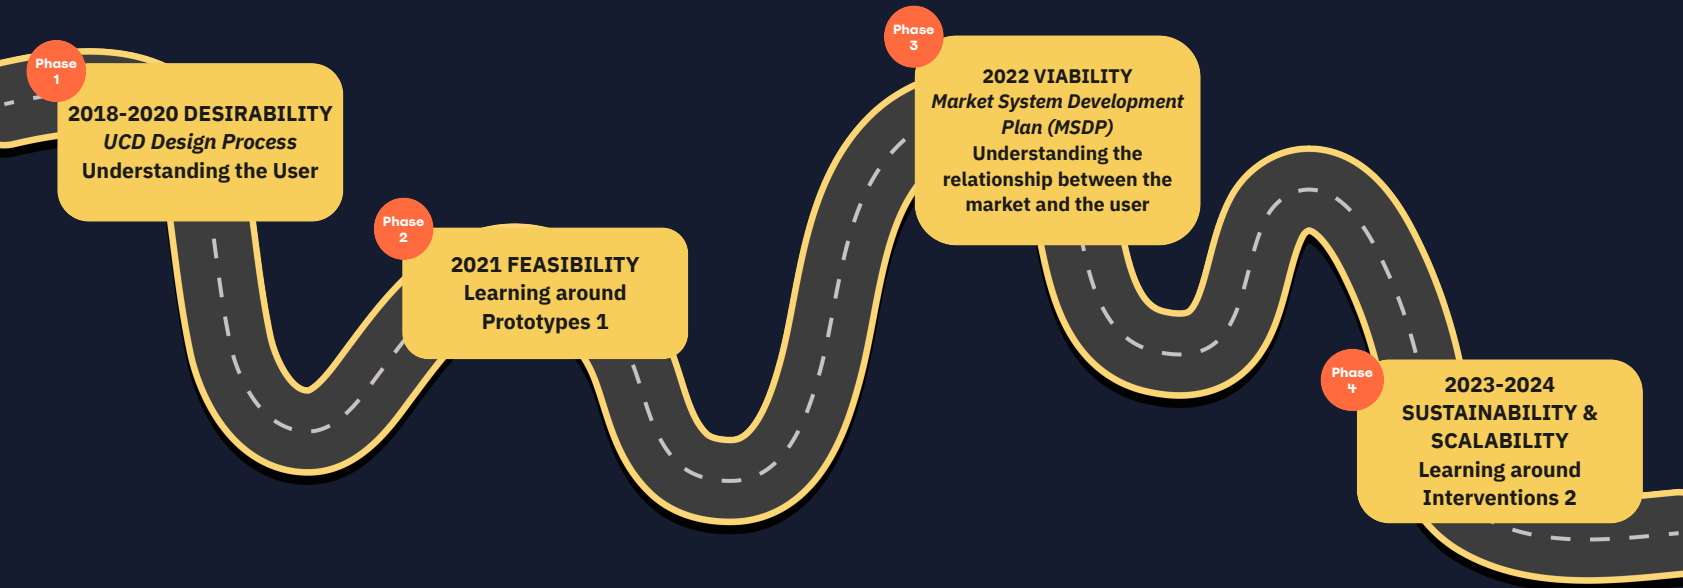 Phase
1
2018-2020 DESIRABILITY
UCD Design Process
Understanding the User
Phase
2
2021 FEASIBILITY
Learning around
Prototypes 1
Phase
3
2022 VIABILITY
Market System Development
Plan (MSDP)
Understanding the
relationship between the
market and the user
Phase
4
2023-2024
SUSTAINABILITY &
SCALABILITY
Learning around
Interventions 2